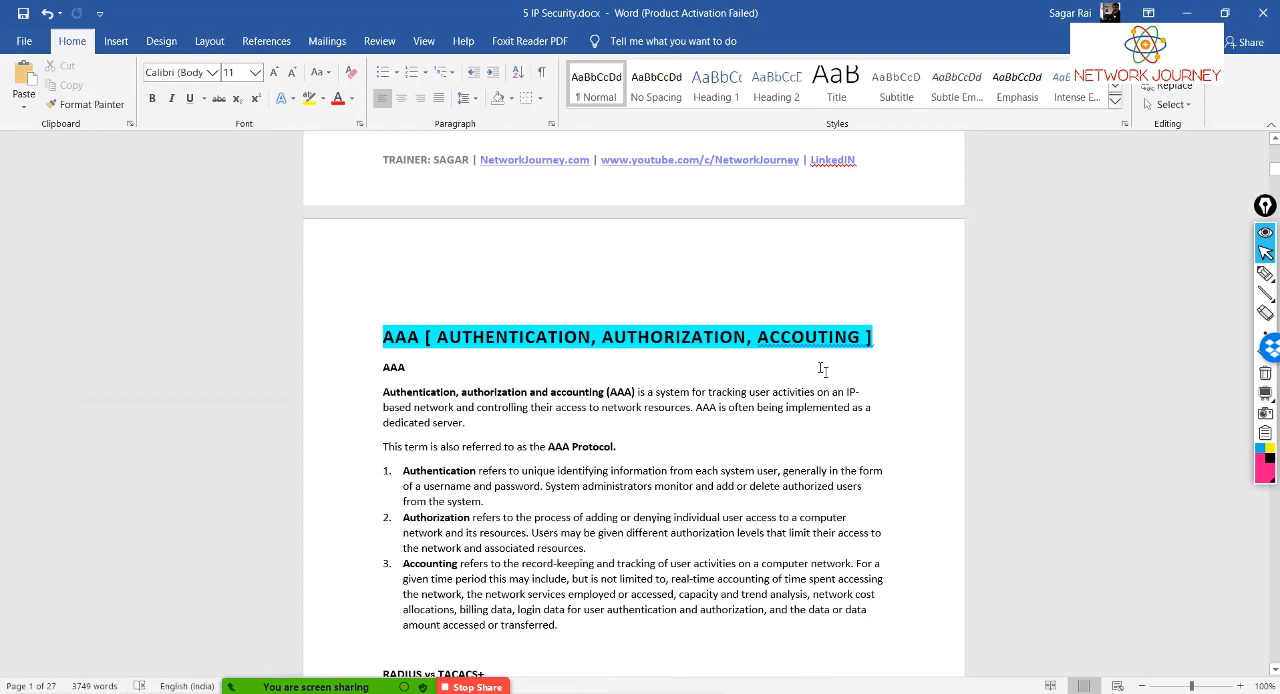 5 IP Security.docx - Word (Product Activation Failed)
Sagar Rai
File Home Insert Design Layout References Mailings Review View Help Foxit Reader PDF Tell me what you want to do Share
NETWORK JOURNEY
Paste
Cut
Copy
Format Painter
Clipboard
Calibri (Body 11
Font
Paragraph
AaBbCcDd AaBbCcDd AaBbCc AaBbCcD AaB AaBbCcD AaBbCcDd AaBbCcDd
¶ Normal No Spacing Heading 1 Heading 2 Title Subtitle Subtle Em... Emphasis Intense E...
Styles
Replace
Select
Editing
TRAINER: SAGAR | NetworkJourney.com | www.youtube.com/c/NetworkJourney | LinkedIN
AAA [ AUTHENTICATION, AUTHORIZATION, ACCOUTING ]
AAA
Authentication, authorization and accounting (AAA) is a system for tracking user activities on an IP-
based network and controlling their access to network resources. AAA is often being implemented as a
dedicated server.
This term is also referred to as the AAA Protocol.
1. Authentication refers to unique identifying information from each system user, generally in the form
of a username and password. System administrators monitor and add or delete authorized users
from the system.
2. Authorization refers to the process of adding or denying individual user access to a computer
network and its resources. Users may be given different authorization levels that limit their access to
the network and associated resources.
3. Accounting refers to the record-keeping and tracking of user activities on a computer network. For a
given time period this may include, but is not limited to, real-time accounting of time spent accessing
the network, the network services employed or accessed, capacity and trend analysis, network cost
allocations, billing data, login data for user authentication and authorization, and the data or data
amount accessed or transferred.
RADIUS vs TACACS+
Page 1 of 27 3749 words English (India) You are screen sharing Stop Share 100%